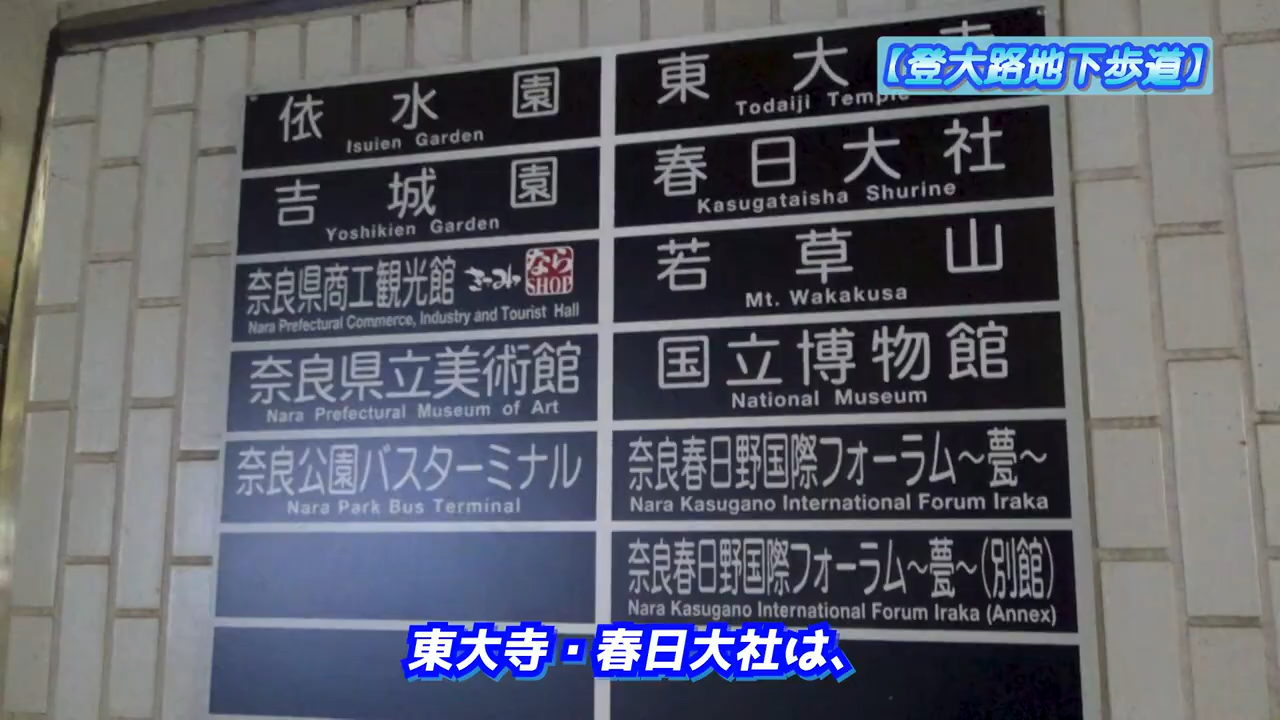 【登大路地下歩道】
依水園
Isuien Garden
吉城園
Yoshikien Garden
奈良県商工観光館 きてみて なら SHOP
Nara Prefectural Commerce, Industry and Tourist Hall
奈良県立美術館
Nara Prefectural Museum of Art
奈良公園バスターミナル
Nara Park Bus Terminal
東大寺
Todaiji Temple
春日大社
Kasugataisha Shurine
若草山
Mt. Wakakusa
国立博物館
National Museum
奈良春日野国際フォーラム~甍~
Nara Kasugano International Forum Iraka
奈良春日野国際フォーラム~甍~(別館)
Nara Kasugano International Forum Iraka (Annex)
東大寺・春日大社は、